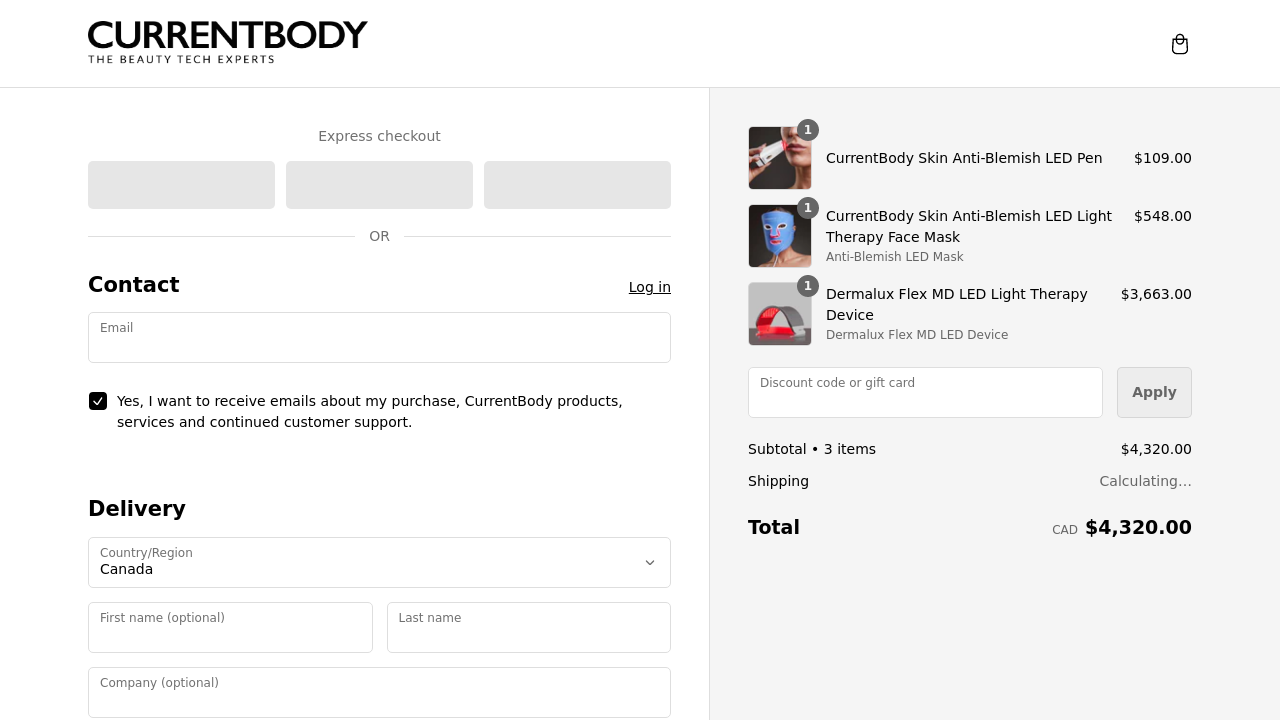 CURRENTBODY
THE BEAUTY TECH EXPERTS
Express checkout
OR
Contact
Log in
Email
Yes, I want to receive emails about my purchase, CurrentBody products,
services and continued customer support.
Delivery
Country/Region
Canada
First name (optional)
Last name
Company (optional)
1
CurrentBody Skin Anti-Blemish LED Pen
$109.00
1
CurrentBody Skin Anti-Blemish LED Light
Therapy Face Mask
Anti-Blemish LED Mask
$548.00
1
Dermalux Flex MD LED Light Therapy
Device
Dermalux Flex MD LED Device
$3,663.00
Discount code or gift card
Apply
Subtotal • 3 items
$4,320.00
Shipping
Calculating…
Total
CAD $4,320.00